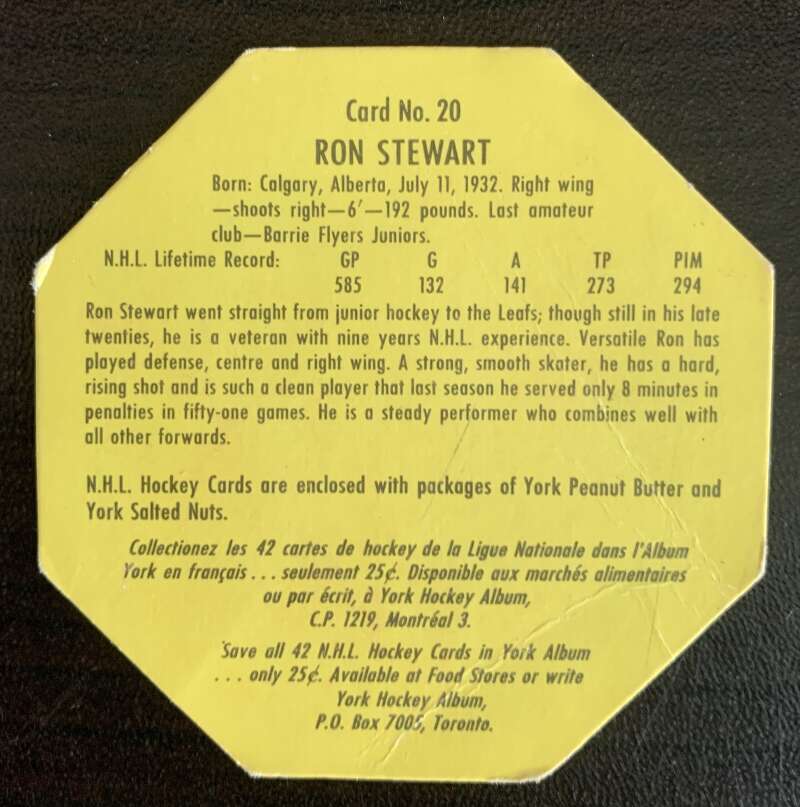 Card No. 20
RON STEWART
Born: Calgary, Alberta, July 11, 1932. Right wing
—shoots right—6'—192 pounds. Last amateur
club—Barrie Flyers Juniors.
N.H.L. Lifetime Record: GP G A TP PIM
585 132 141 273 294
Ron Stewart went straight from junior hockey to the Leafs; though still in his late
twenties, he is a veteran with nine years N.H.L. experience. Versatile Ron has
played defense, centre and right wing. A strong, smooth skater, he has a hard,
rising shot and is such a clean player that last season he served only 8 minutes in
penalties in fifty-one games. He is a steady performer who combines well with
all other forwards.
N.H.L. Hockey Cards are enclosed with packages of York Peanut Butter and
York Salted Nuts.
Collectionez les 42 cartes de hockey de la Ligue Nationale dans l'Album
York en français . . . seulement 25¢. Disponible aux marchés alimentaires
ou par écrit, à York Hockey Album,
C.P. 1219, Montréal 3.
Save all 42 N.H.L. Hockey Cards in York Album
. . . only 25¢. Available at Food Stores or write
York Hockey Album,
P.O. Box 7005, Toronto.